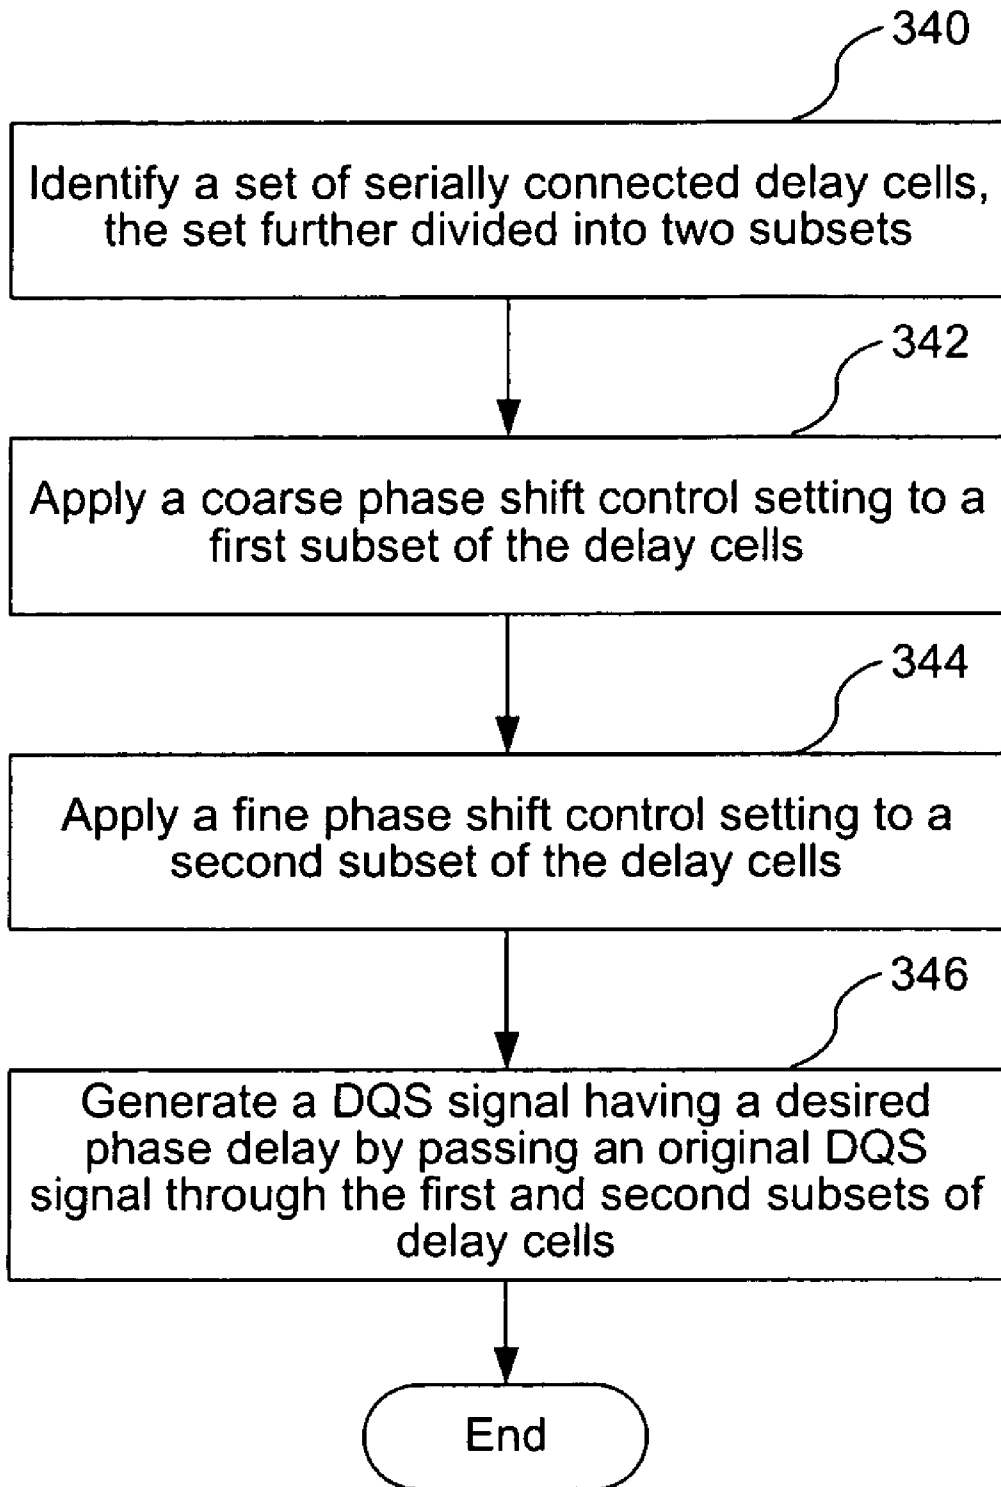 340
Identify a set of serially connected delay cells,
the set further divided into two subsets
342
Apply a coarse phase shift control setting to a
first subset of the delay cells
344
Apply a fine phase shift control setting to a
second subset of the delay cells
346
Generate a DQS signal having a desired
phase delay by passing an original DQS
signal through the first and second subsets of
delay cells
End